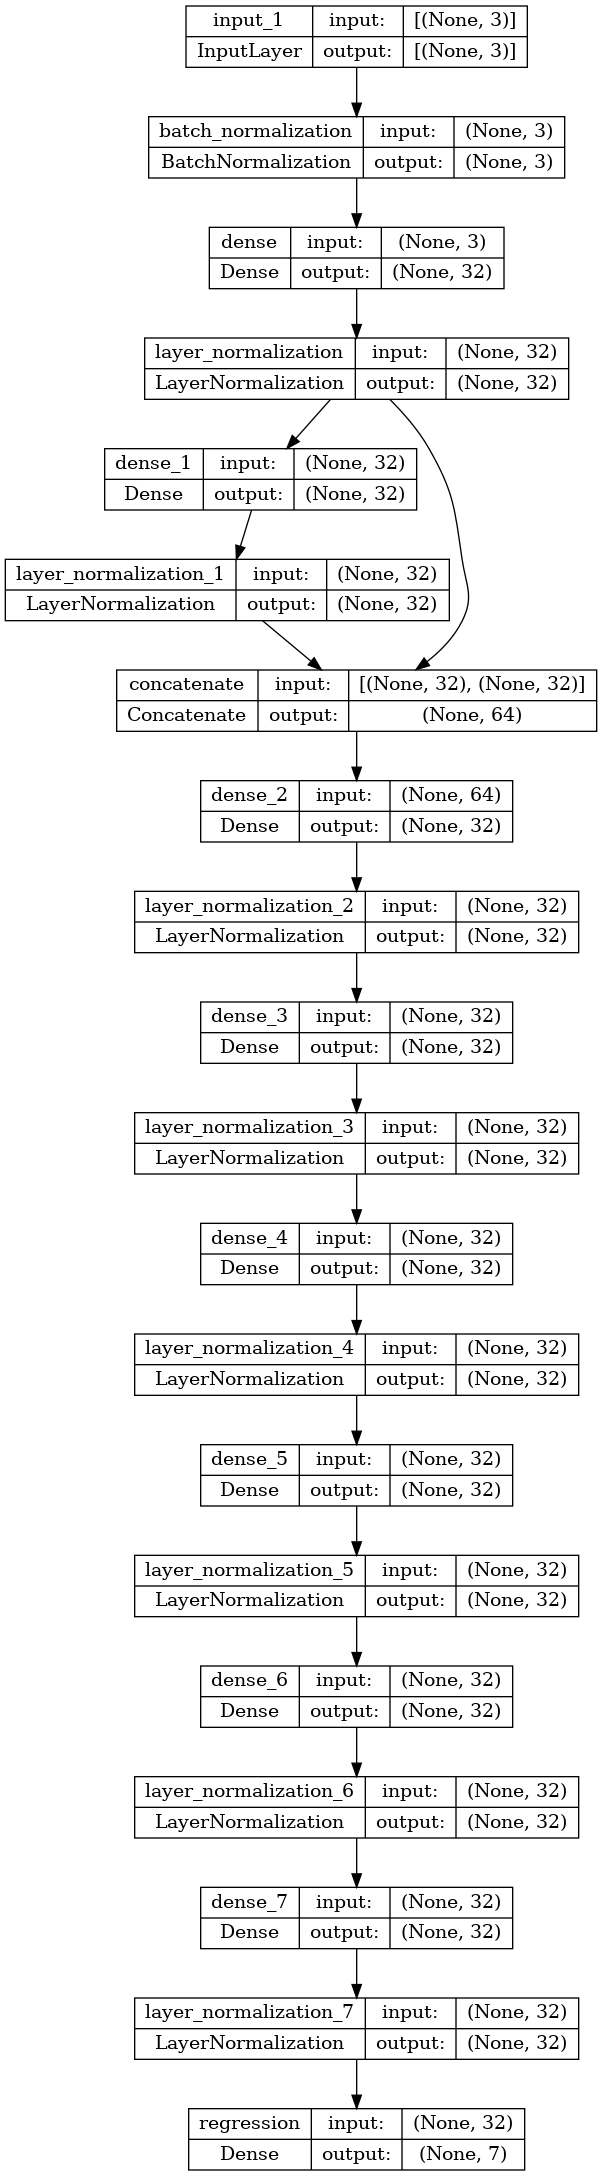 input_1 input: [(None, 3)]
InputLayer output: [(None, 3)]
batch_normalization input: (None, 3)
BatchNormalization output: (None, 3)
dense input: (None, 3)
Dense output: (None, 32)
layer_normalization input: (None, 32)
LayerNormalization output: (None, 32)
dense_1 input: (None, 32)
Dense output: (None, 32)
layer_normalization_1 input: (None, 32)
LayerNormalization output: (None, 32)
concatenate input: [(None, 32), (None, 32)]
Concatenate output: (None, 64)
dense_2 input: (None, 64)
Dense output: (None, 32)
layer_normalization_2 input: (None, 32)
LayerNormalization output: (None, 32)
dense_3 input: (None, 32)
Dense output: (None, 32)
layer_normalization_3 input: (None, 32)
LayerNormalization output: (None, 32)
dense_4 input: (None, 32)
Dense output: (None, 32)
layer_normalization_4 input: (None, 32)
LayerNormalization output: (None, 32)
dense_5 input: (None, 32)
Dense output: (None, 32)
layer_normalization_5 input: (None, 32)
LayerNormalization output: (None, 32)
dense_6 input: (None, 32)
Dense output: (None, 32)
layer_normalization_6 input: (None, 32)
LayerNormalization output: (None, 32)
dense_7 input: (None, 32)
Dense output: (None, 32)
layer_normalization_7 input: (None, 32)
LayerNormalization output: (None, 32)
regression input: (None, 32)
Dense output: (None, 7)